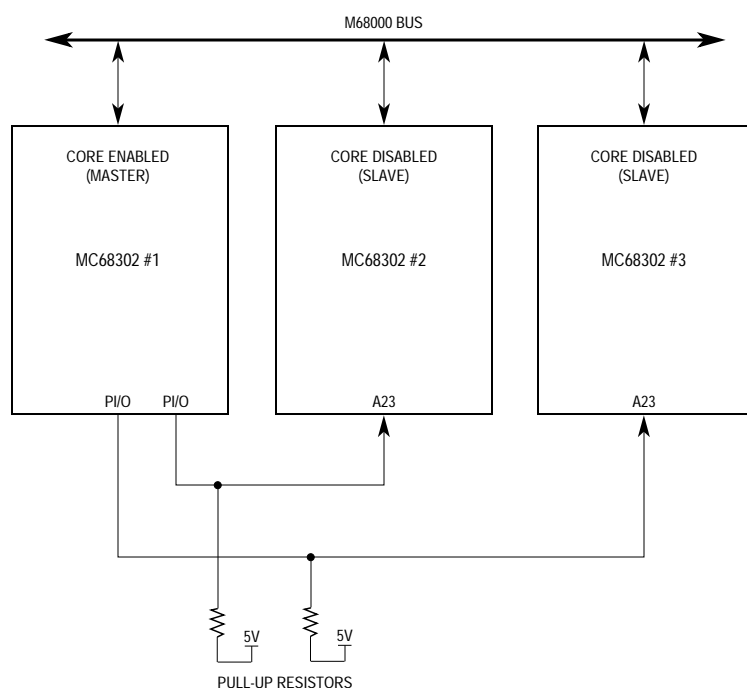 M68000 BUS
CORE ENABLED
(MASTER)
CORE DISABLED
(SLAVE)
CORE DISABLED
(SLAVE)
MC68302 #1
MC68302 #2
MC68302 #3
PI/O
PI/O
A23
A23
5V
5V
PULL-UP RESISTORS